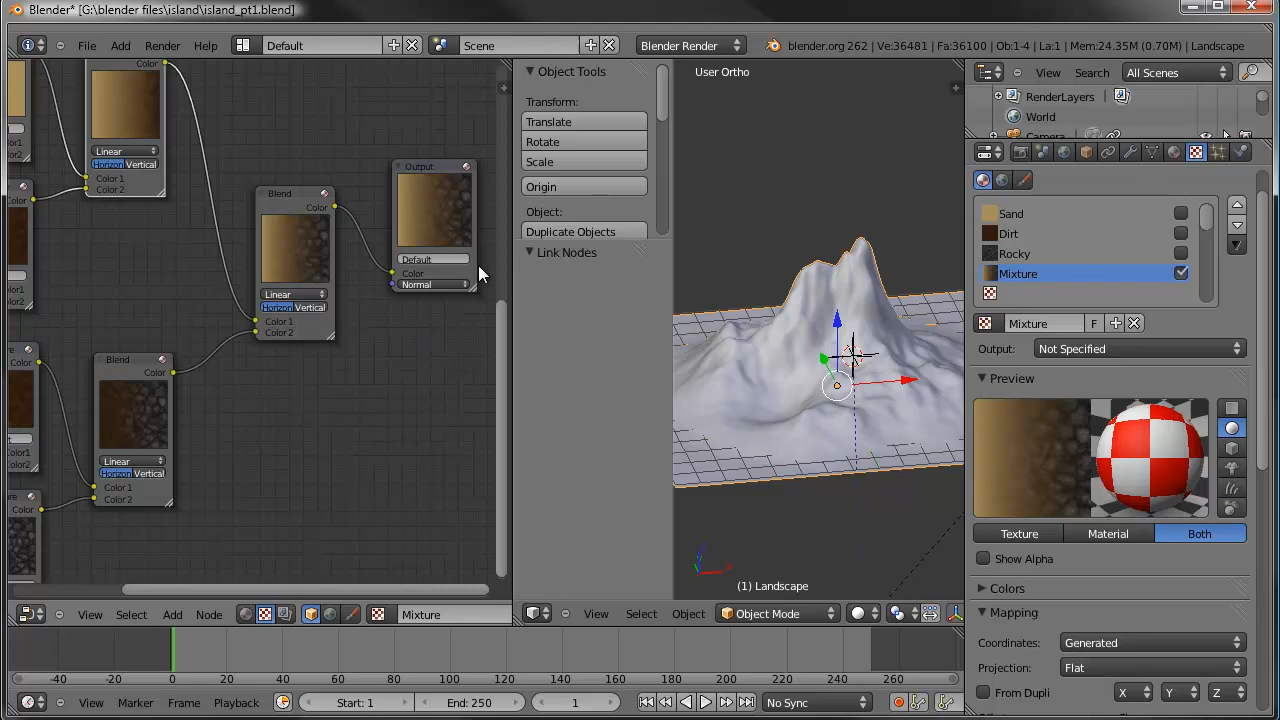 Blender* [G:\blender files\island\island_pt1.blend]
File Add Render Help Default Scene Blender Render blender.org 262 | Ve:36481 | Fa:36100 | Ob:1-4 | La:1 | Mem:24.35M (0.70M) | Landscape
Color
Linear
Horizon Vertical
Color 1
Color 2
Color1
Color2
Color
Blend
Color
Linear
Horizon Vertical
Color 1
Color 2
Output
Default
Color
Normal
Blend
Color
Linear
Horizon Vertical
Color 1
Color 2
Color
Color1
Color2
Color
View Select Add Node Mixture
Object Tools
Transform:
Translate
Rotate
Scale
Origin
Object:
Duplicate Objects
Link Nodes
User Ortho
(1) Landscape
View Select Object Object Mode
View Search All Scenes
RenderLayers
World
Camera
Sand
Dirt
Rocky
Mixture
Mixture F
Output: Not Specified
Preview
Texture Material Both
Show Alpha
Colors
Mapping
Coordinates: Generated
Projection: Flat
From Dupli X Y Z
-40 -20 0 20 40 60 80 100 120 140 160 180 200 220 240 260
View Marker Frame Playback Start: 1 End: 250 1 No Sync